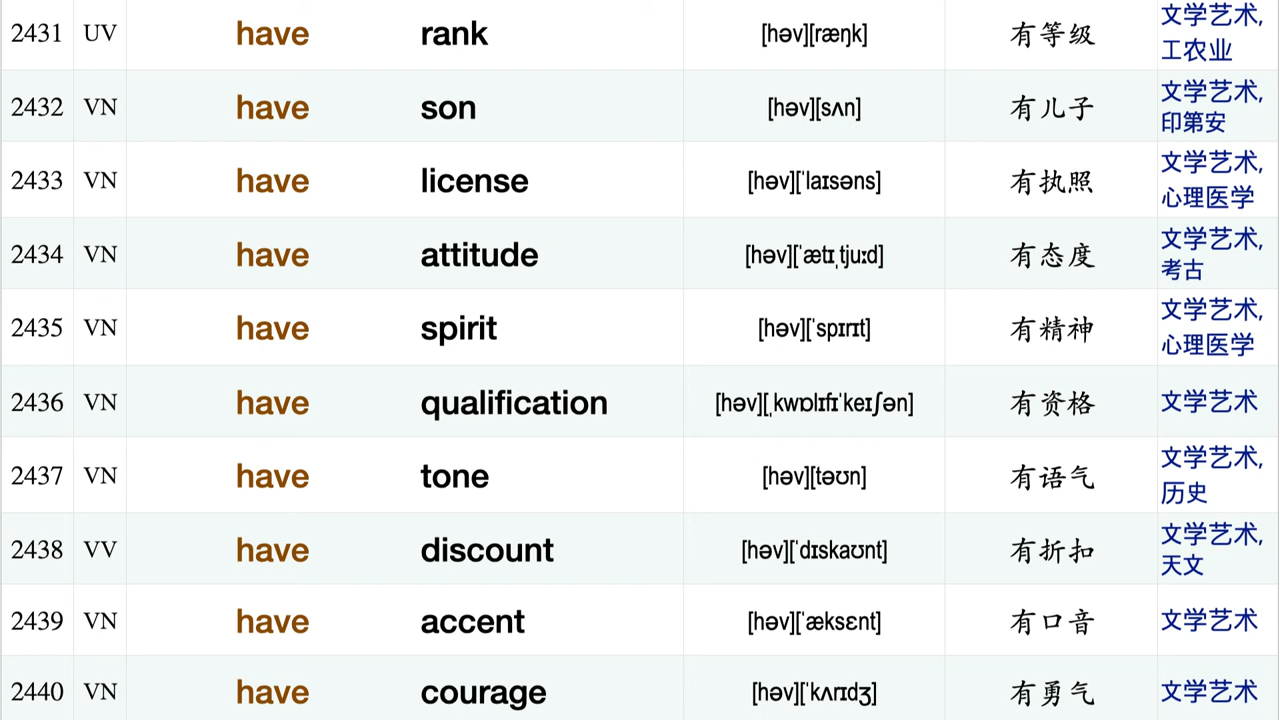 2431 UV have rank [həv][ræŋk] 有等级 文学艺术,
工农业
2432 VN have son [həv][sʌn] 有儿子 文学艺术,
印第安
2433 VN have license [həv][ˈlaɪsəns] 有执照 文学艺术,
心理医学
2434 VN have attitude [həv][ˈætɪˌtjuːd] 有态度 文学艺术,
考古
2435 VN have spirit [həv][ˈspɪrɪt] 有精神 文学艺术,
心理医学
2436 VN have qualification [həv][ˌkwɒlɪfɪˈkeɪʃən] 有资格 文学艺术
2437 VN have tone [həv][təʊn] 有语气 文学艺术,
历史
2438 VV have discount [həv][ˈdɪskaʊnt] 有折扣 文学艺术,
天文
2439 VN have accent [həv][ˈæksɛnt] 有口音 文学艺术
2440 VN have courage [həv][ˈkʌrɪdʒ] 有勇气 文学艺术